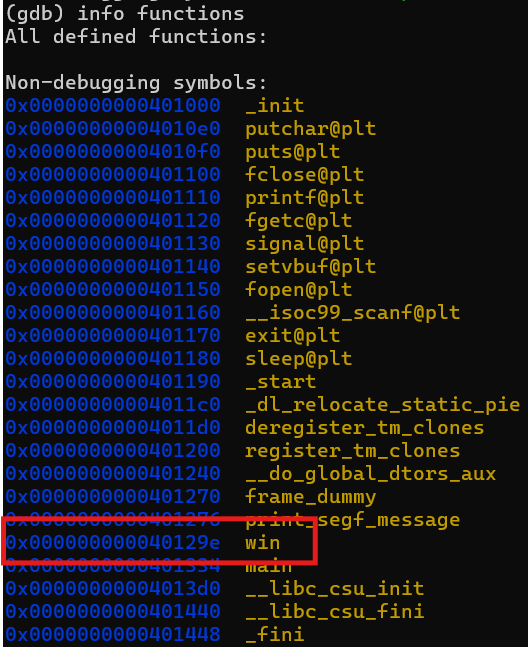 (gdb) info functions
All defined functions:
Non-debugging symbols:
0x0000000000401000 _init
0x00000000004010e0 putchar@plt
0x00000000004010f0 puts@plt
0x0000000000401100 fclose@plt
0x0000000000401110 printf@plt
0x0000000000401120 fgetc@plt
0x0000000000401130 signal@plt
0x0000000000401140 setvbuf@plt
0x0000000000401150 fopen@plt
0x0000000000401160 __isoc99_scanf@plt
0x0000000000401170 exit@plt
0x0000000000401180 sleep@plt
0x0000000000401190 _start
0x00000000004011c0 _dl_relocate_static_pie
0x00000000004011d0 deregister_tm_clones
0x0000000000401200 register_tm_clones
0x0000000000401240 __do_global_dtors_aux
0x0000000000401270 frame_dummy
0x0000000000401276 print_segf_message
0x000000000040129e win
0x0000000000401334 main
0x00000000004013d0 __libc_csu_init
0x0000000000401440 __libc_csu_fini
0x0000000000401448 _fini